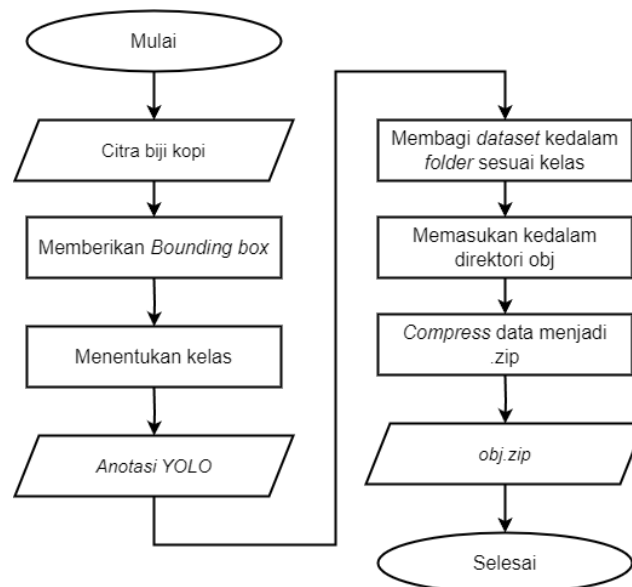 Mulai
Citra biji kopi
Memberikan Bounding box
Menentukan kelas
Anotasi YOLO
Membagi dataset kedalam
folder sesuai kelas
Memasukan kedalam
direktori obj
Compress data menjadi
.zip
obj.zip
Selesai